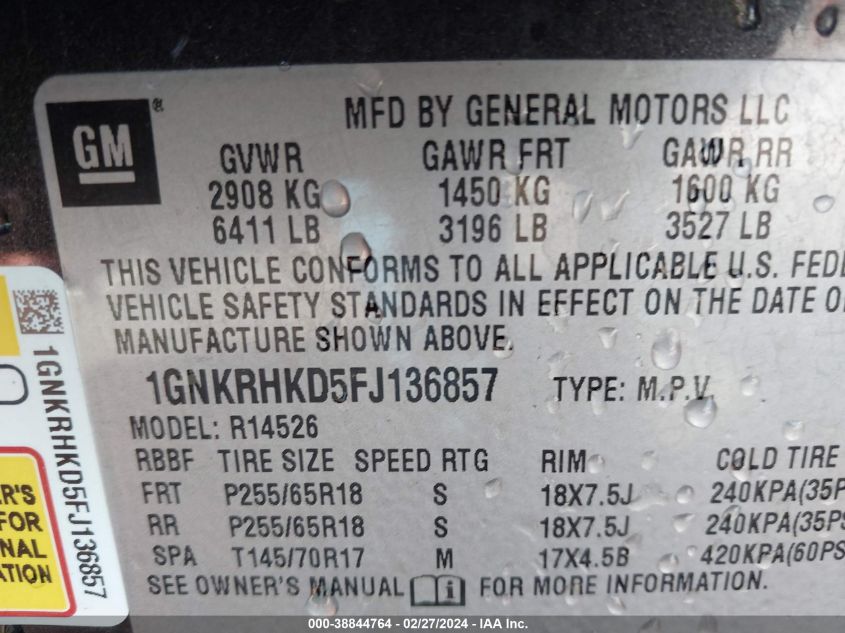 GM ®
MFD BY GENERAL MOTORS LLC
GVWR GAWR FRT GAWR RR
2908 KG 1450 KG 1600 KG
6411 LB 3196 LB 3527 LB
THIS VEHICLE CONFORMS TO ALL APPLICABLE U.S. FEDE
VEHICLE SAFETY STANDARDS IN EFFECT ON THE DATE OF
MANUFACTURE SHOWN ABOVE.
1GNKRHKD5FJ136857 TYPE: M.P.V.
MODEL: R14526
RBBF TIRE SIZE SPEED RTG RIM COLD TIRE
FRT P255/65R18 S 18X7.5J 240KPA(35P
RR P255/65R18 S 18X7.5J 240KPA(35PS
SPA T145/70R17 M 17X4.5B 420KPA(60PS
SEE OWNER'S MANUAL i FOR MORE INFORMATION.
1GNKRHKD5FJ136857
ER'S
FOR
NAL
ATION
000-38844764 - 02/27/2024 - IAA Inc.